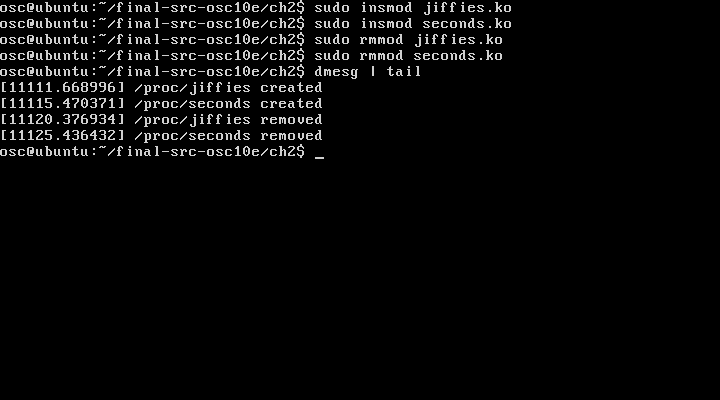 osc@ubuntu:~/final-src-osc10e/ch2$ sudo insmod jiffies.ko
osc@ubuntu:~/final-src-osc10e/ch2$ sudo insmod seconds.ko
osc@ubuntu:~/final-src-osc10e/ch2$ sudo rmmod jiffies.ko
osc@ubuntu:~/final-src-osc10e/ch2$ sudo rmmod seconds.ko
osc@ubuntu:~/final-src-osc10e/ch2$ dmesg | tail
[11111.668996] /proc/jiffies created
[11115.470371] /proc/seconds created
[11120.376934] /proc/jiffies removed
[11125.436432] /proc/seconds removed
osc@ubuntu:~/final-src-osc10e/ch2$ _